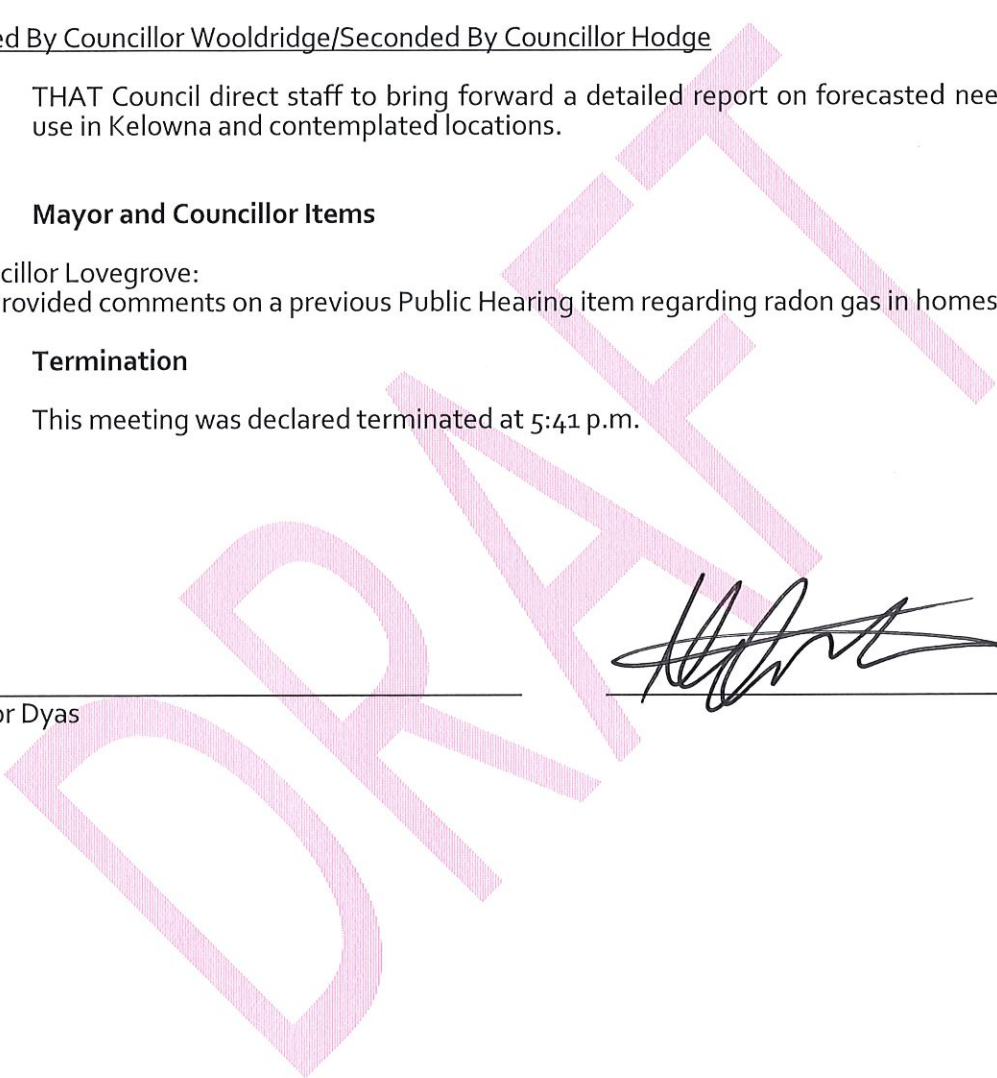 ed By Councillor Wooldridge/Seconded By Councillor Hodge
THAT Council direct staff to bring forward a detailed report on forecasted nee
use in Kelowna and contemplated locations.
Mayor and Councillor Items
cillor Lovegrove:
rovided comments on a previous Public Hearing item regarding radon gas in homes
Termination
This meeting was declared terminated at 5:41 p.m.
or Dyas
DRAFT